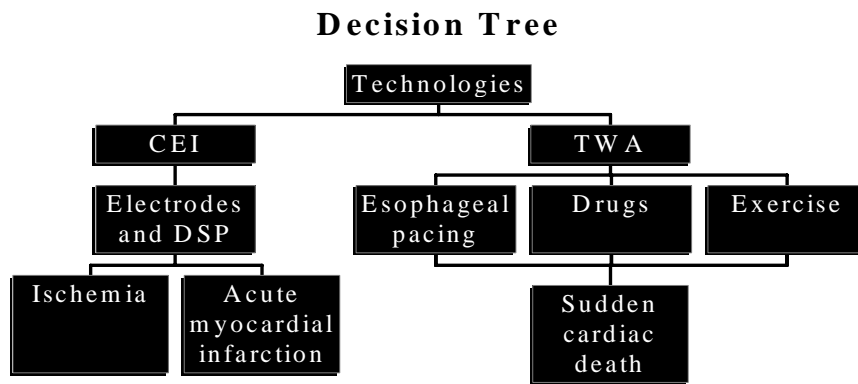 Decision Tree
Technologies
CEI
TWA
Electrodes
and DSP
Esophageal
pacing
Drugs
Exercise
Ischemia
Acute
myocardial
infarction
Sudden
cardiac
death